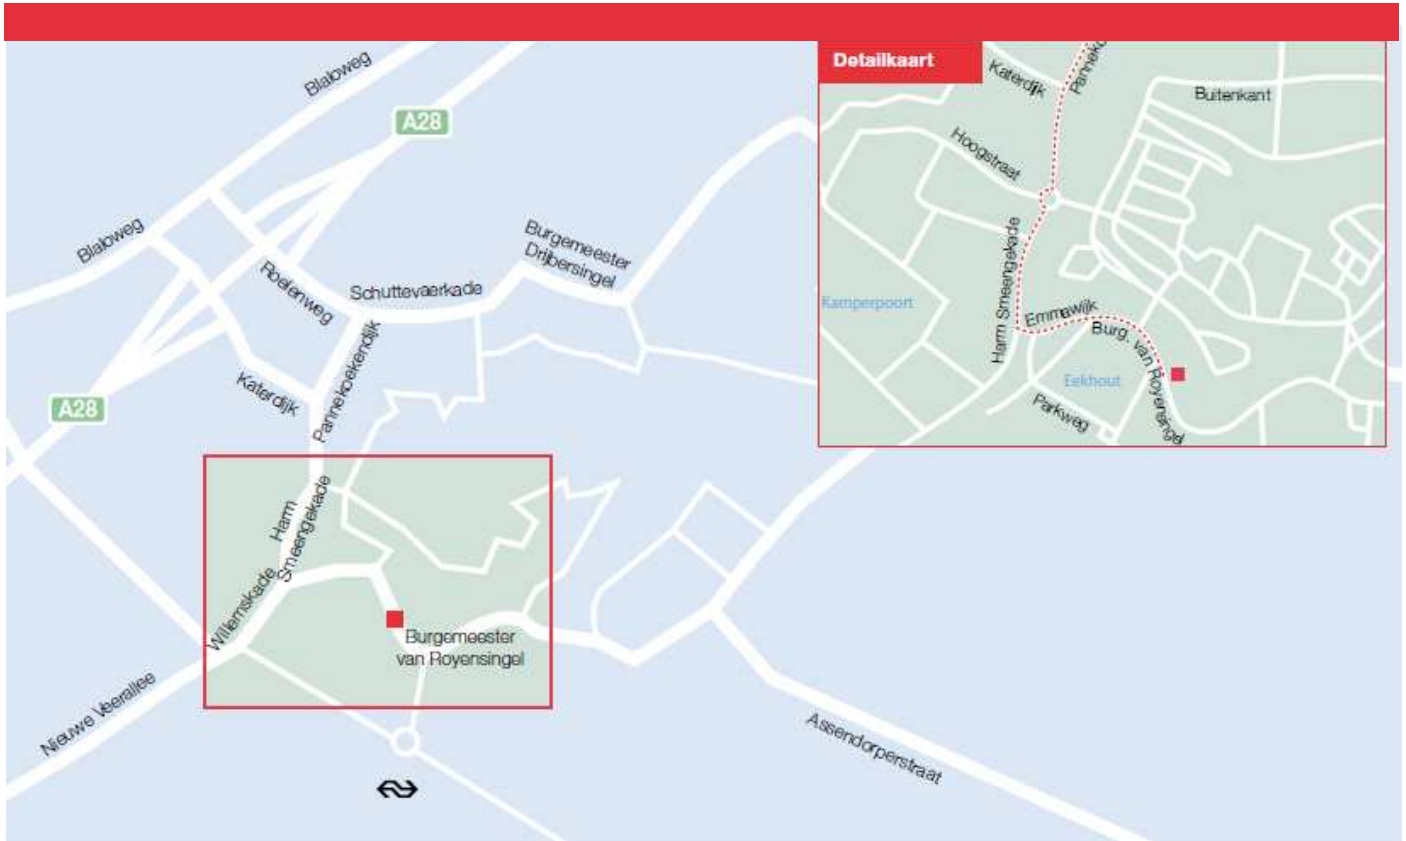 Detailkaart
Blaloweg
A28
Blaloweg
Roelenweg
Schuttevaerkade
Burgemeester
Drijbersingel
Katerdijk
Pannekoekendijk
A28
Harm
Smeengekade
Willemskade
Burgemeester
van Royensingel
Nieuwe Veerallee
Assendorperstraat
Katerdijk
Buitenkant
Hoogstraat
Harm Smeengekade
Kamperpoort
Emmawijk
Burg. van Royensingel
Eekhout
Parkweg